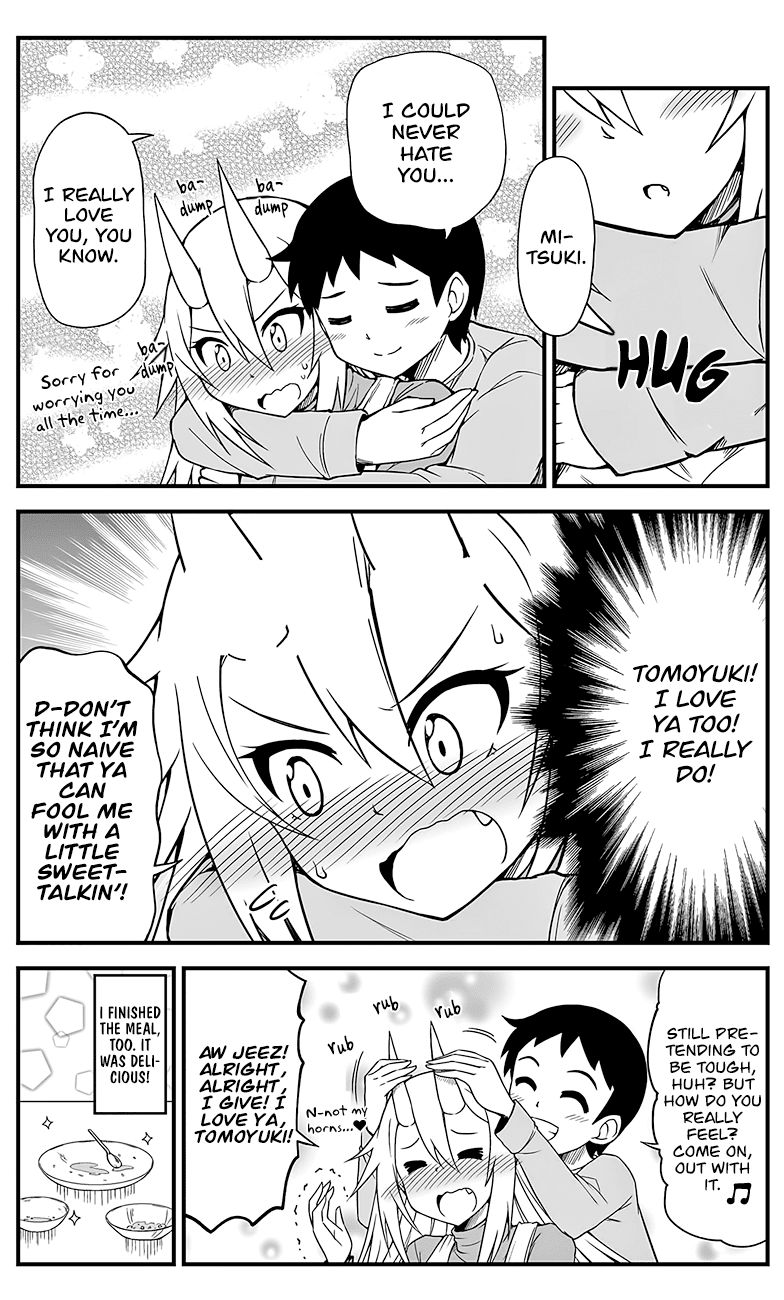 MI-
TSUKI.
HUG
I COULD
NEVER
HATE
YOU...
I REALLY
LOVE
YOU, YOU
KNOW.
ba-
dump
ba-
dump
ba-
dump
Sorry for
worrying you
all the time...
TOMOYUKI!
I LOVE
YA TOO!
I REALLY
DO!
D-DON'T
THINK I'M
SO NAIVE
THAT YA
CAN
FOOL ME
WITH A
LITTLE
SWEET-
TALKIN'!
STILL PRE-
TENDING TO
BE TOUGH,
HUH? BUT
HOW DO YOU
REALLY
FEEL?
COME ON,
OUT WITH
IT. ♫
rub
rub
rub
N-not my
horns...♥
AW JEEZ!
ALRIGHT,
ALRIGHT,
I GIVE! I
LOVE YA,
TOMOYUKI!
I FINISHED
THE MEAL,
TOO. IT
WAS DELI-
CIOUS!